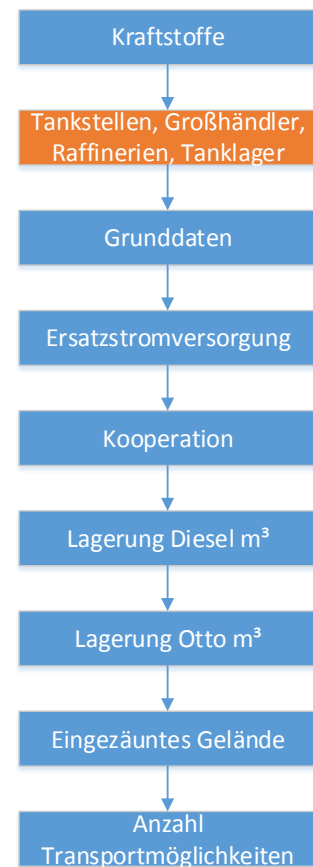 Kraftstoffe
Tankstellen, Großhändler,
Raffinerien, Tanklager
Grunddaten
Ersatzstromversorgung
Kooperation
Lagerung Diesel m³
Lagerung Otto m³
Eingezäuntes Gelände
Anzahl
Transportmöglichkeiten